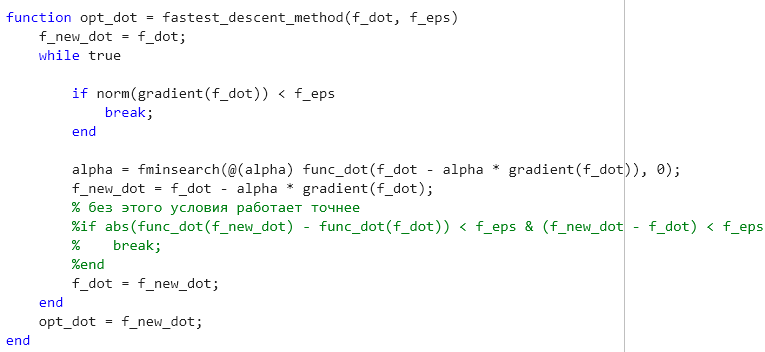 function opt_dot = fastest_descent_method(f_dot, f_eps)
    f_new_dot = f_dot;
    while true

        if norm(gradient(f_dot)) < f_eps
            break;
        end

        alpha = fminsearch(@(alpha) func_dot(f_dot - alpha * gradient(f_dot)), 0);
        f_new_dot = f_dot - alpha * gradient(f_dot);
        % без этого условия работает точнее
        %if abs(func_dot(f_new_dot) - func_dot(f_dot)) < f_eps & (f_new_dot - f_dot) < f_eps
        %    break;
        %end
        f_dot = f_new_dot;
    end
    opt_dot = f_new_dot;
end